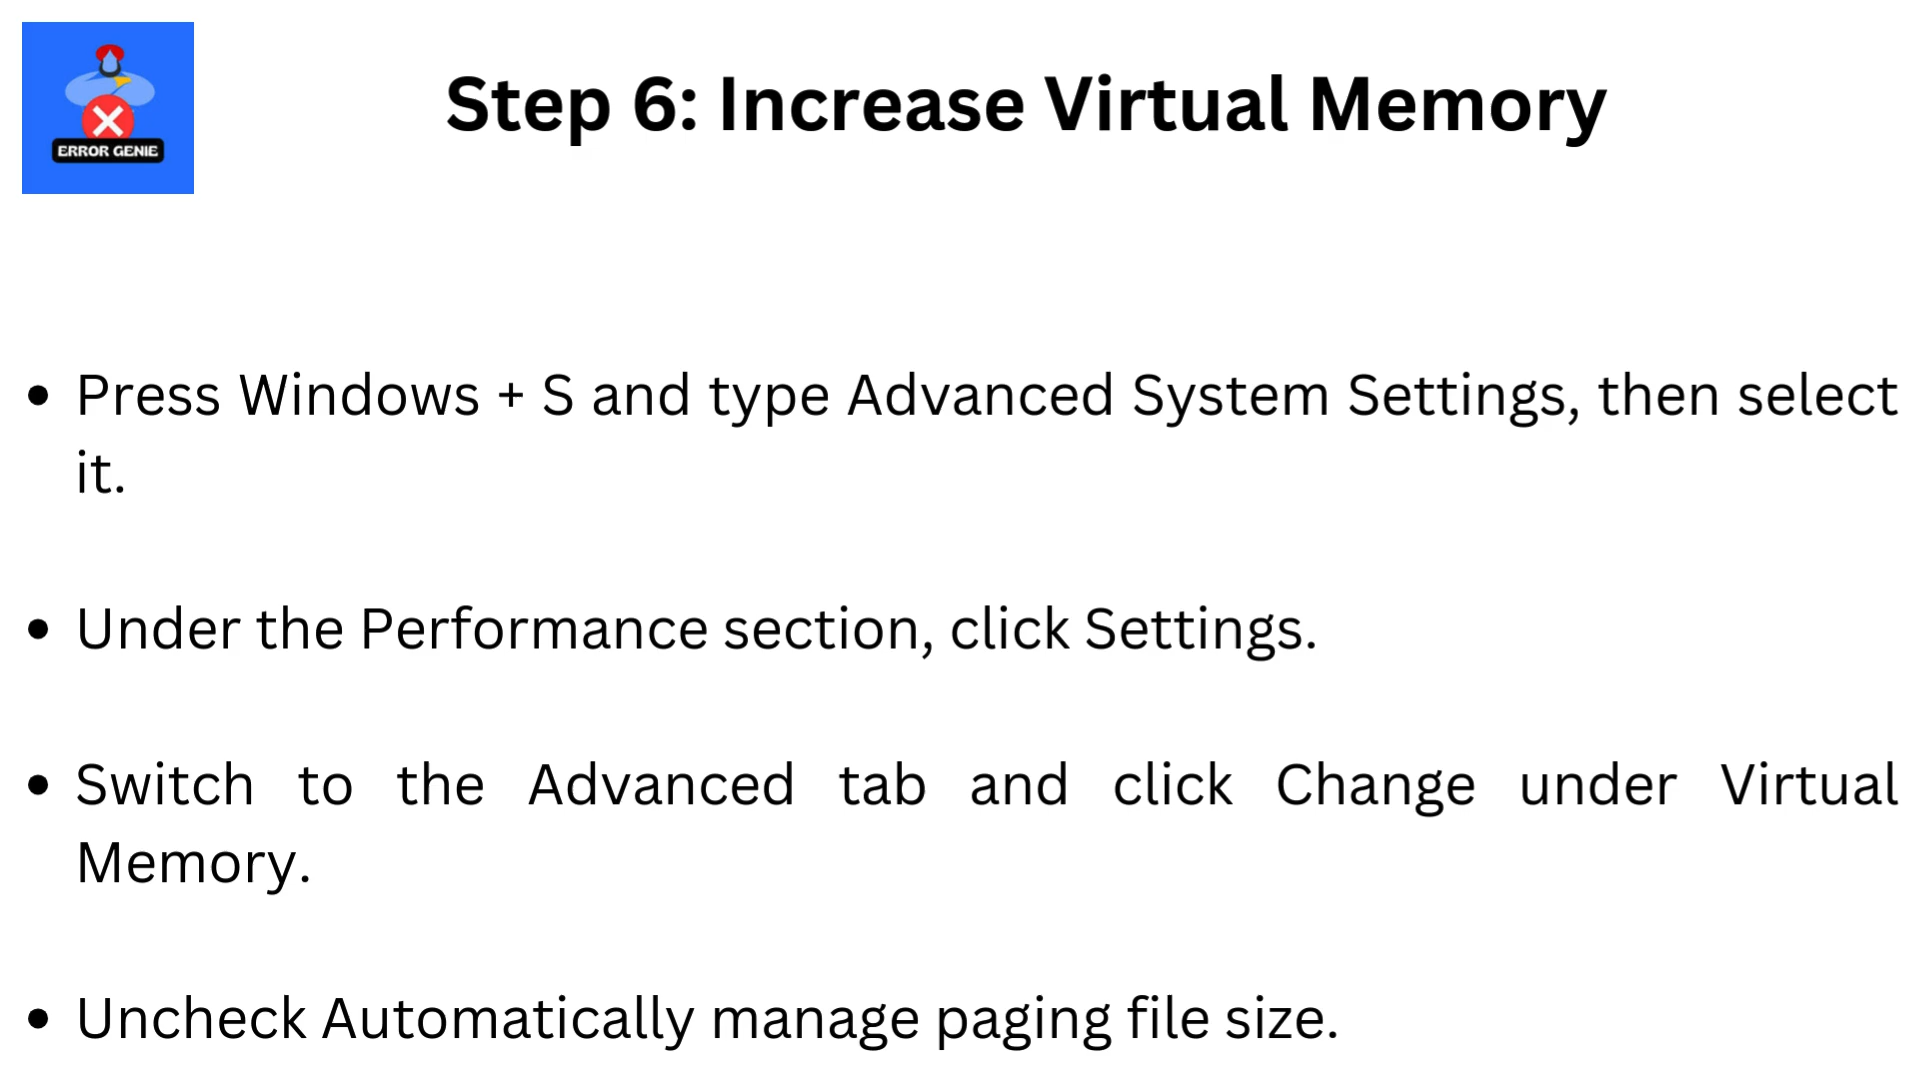 ERROR GENIE
Step 6: Increase Virtual Memory
• Press Windows + S and type Advanced System Settings, then select
it.
• Under the Performance section, click Settings.
• Switch to the Advanced tab and click Change under Virtual
Memory.
• Uncheck Automatically manage paging file size.